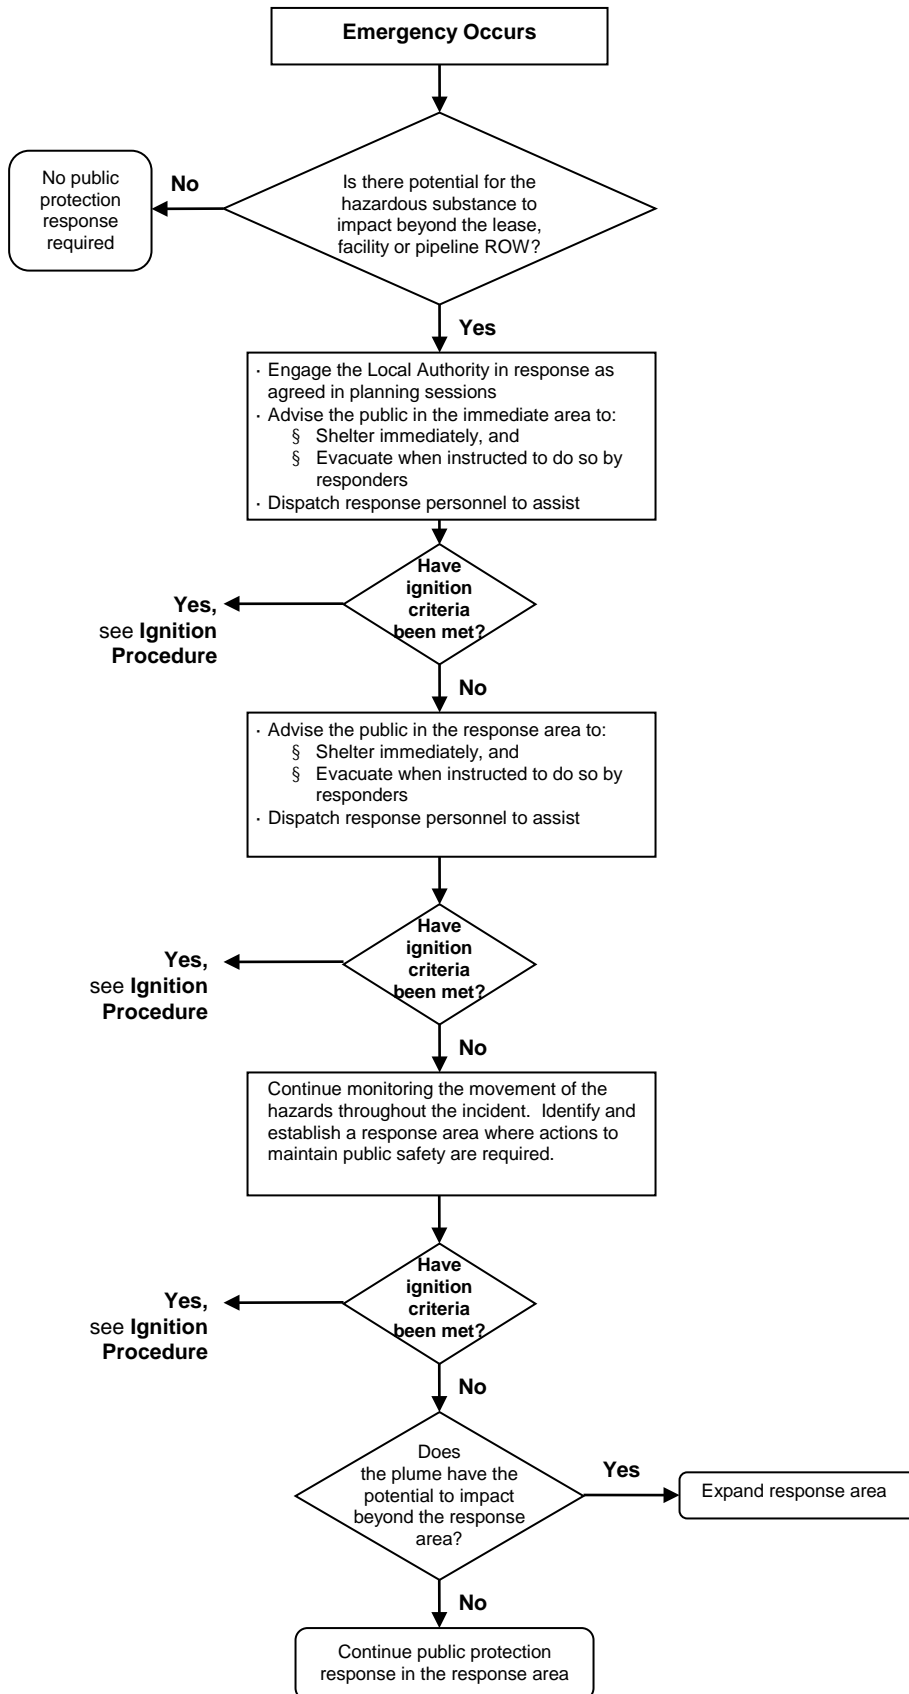 Emergency Occurs
Is there potential for the
hazardous substance to
impact beyond the lease,
facility or pipeline ROW?
No
No public
protection
response
required
Yes
· Engage the Local Authority in response as
agreed in planning sessions
· Advise the public in the immediate area to:
§ Shelter immediately, and
§ Evacuate when instructed to do so by
responders
· Dispatch response personnel to assist
Have
ignition
criteria
been met?
Yes,
see Ignition
Procedure
No
· Advise the public in the response area to:
§ Shelter immediately, and
§ Evacuate when instructed to do so by
responders
· Dispatch response personnel to assist
Have
ignition
criteria
been met?
Yes,
see Ignition
Procedure
No
Continue monitoring the movement of the
hazards throughout the incident.  Identify and
establish a response area where actions to
maintain public safety are required.
Have
ignition
criteria
been met?
Yes,
see Ignition
Procedure
No
Does
the plume have the
potential to impact
beyond the response
area?
Yes
Expand response area
No
Continue public protection
response in the response area